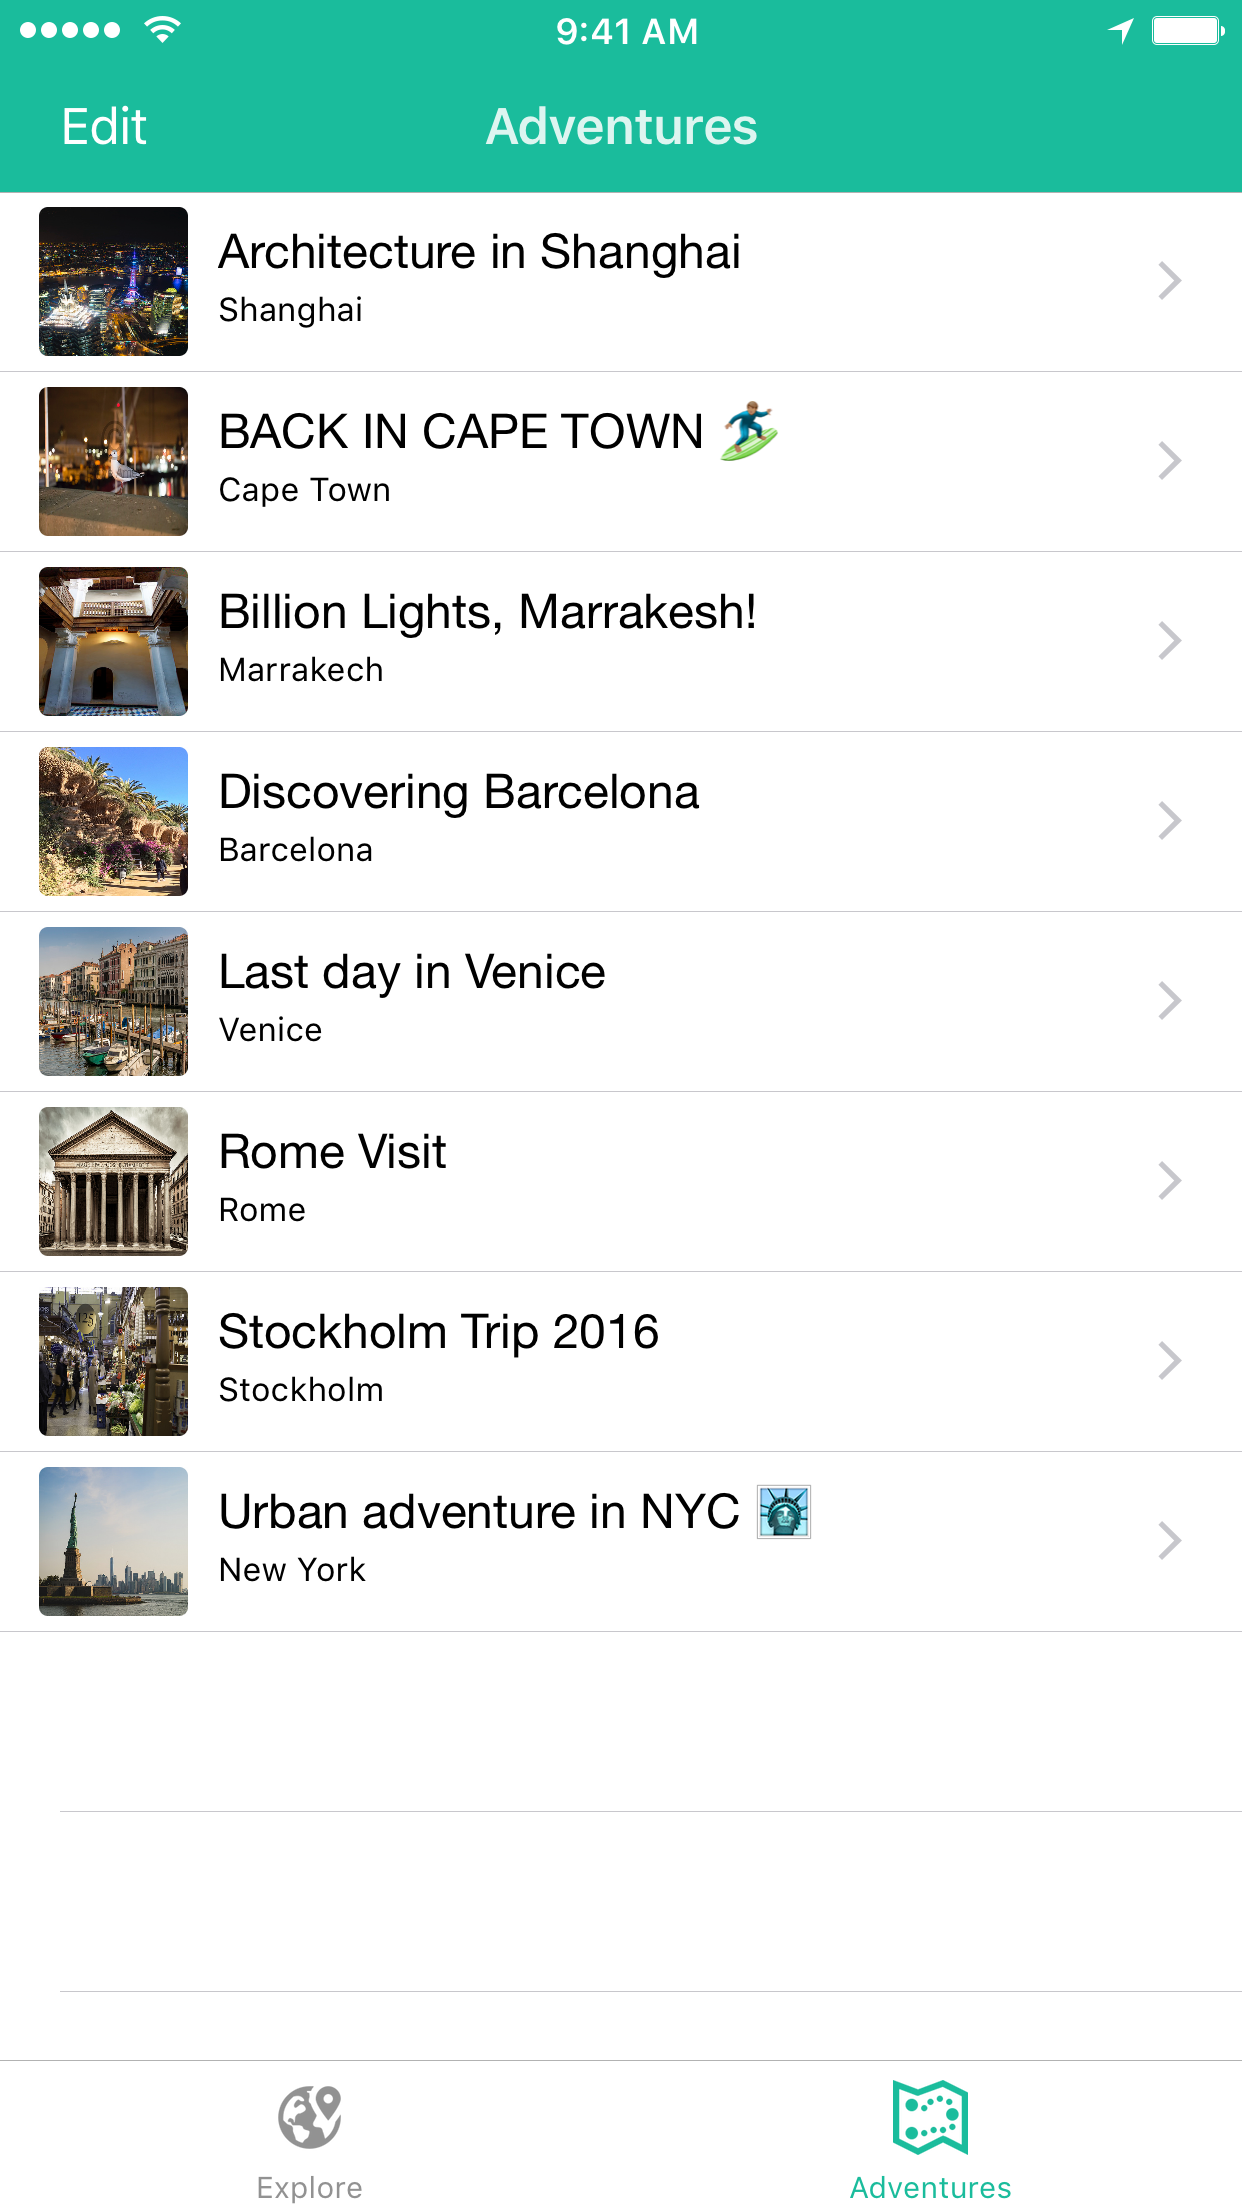 9:41 AM
Edit
Adventures
Architecture in Shanghai
Shanghai
BACK IN CAPE TOWN 🏄🏽
Cape Town
Billion Lights, Marrakesh!
Marrakech
Discovering Barcelona
Barcelona
Last day in Venice
Venice
Rome Visit
Rome
125
Stockholm Trip 2016
Stockholm
Urban adventure in NYC 🗽
New York
Explore
Adventures